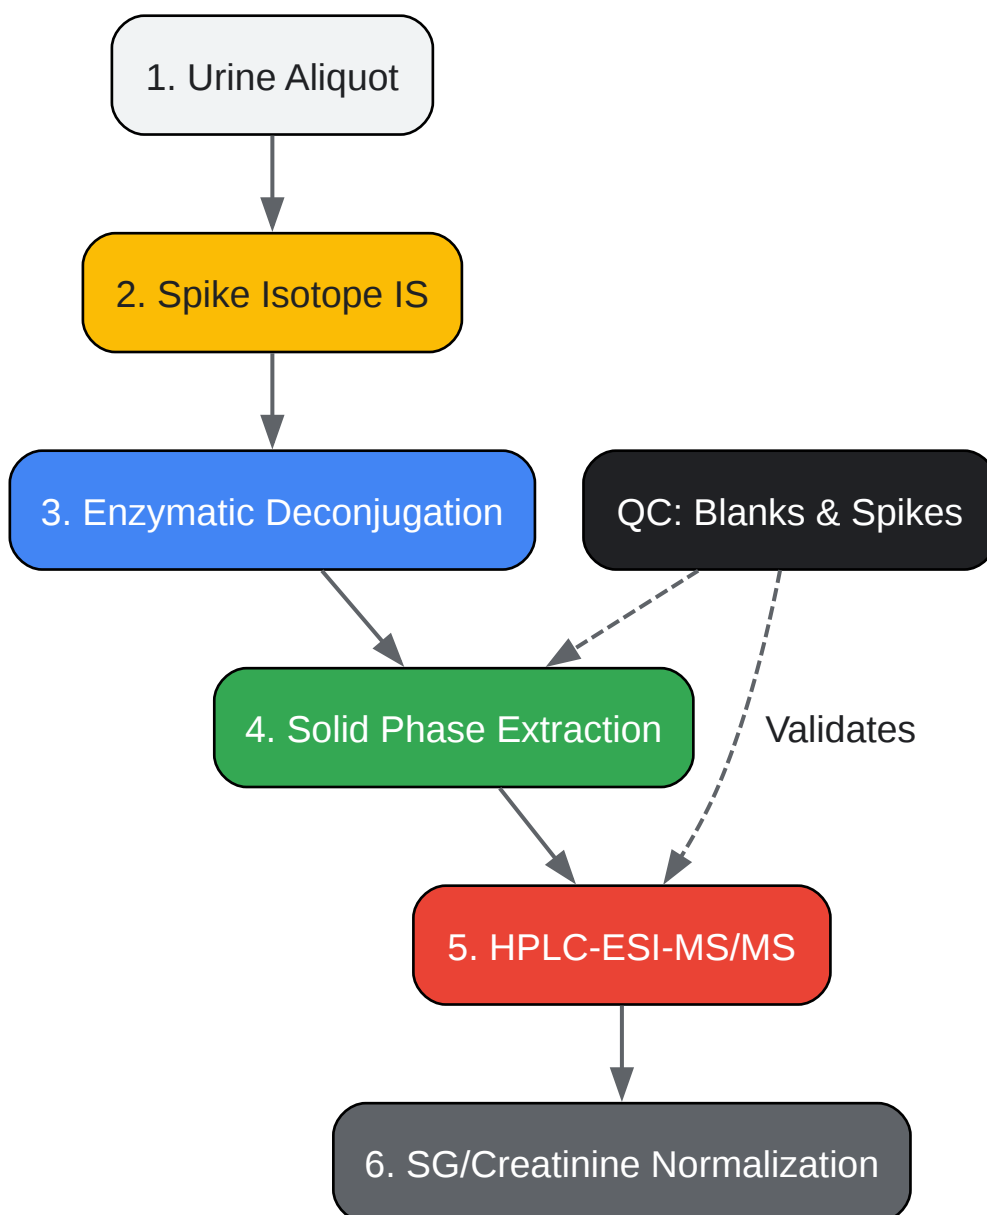 1. Urine Aliquot
2. Spike Isotope IS
3. Enzymatic Deconjugation
QC: Blanks & Spikes
4. Solid Phase Extraction
Validates
5. HPLC-ESI-MS/MS
6. SG/Creatinine Normalization